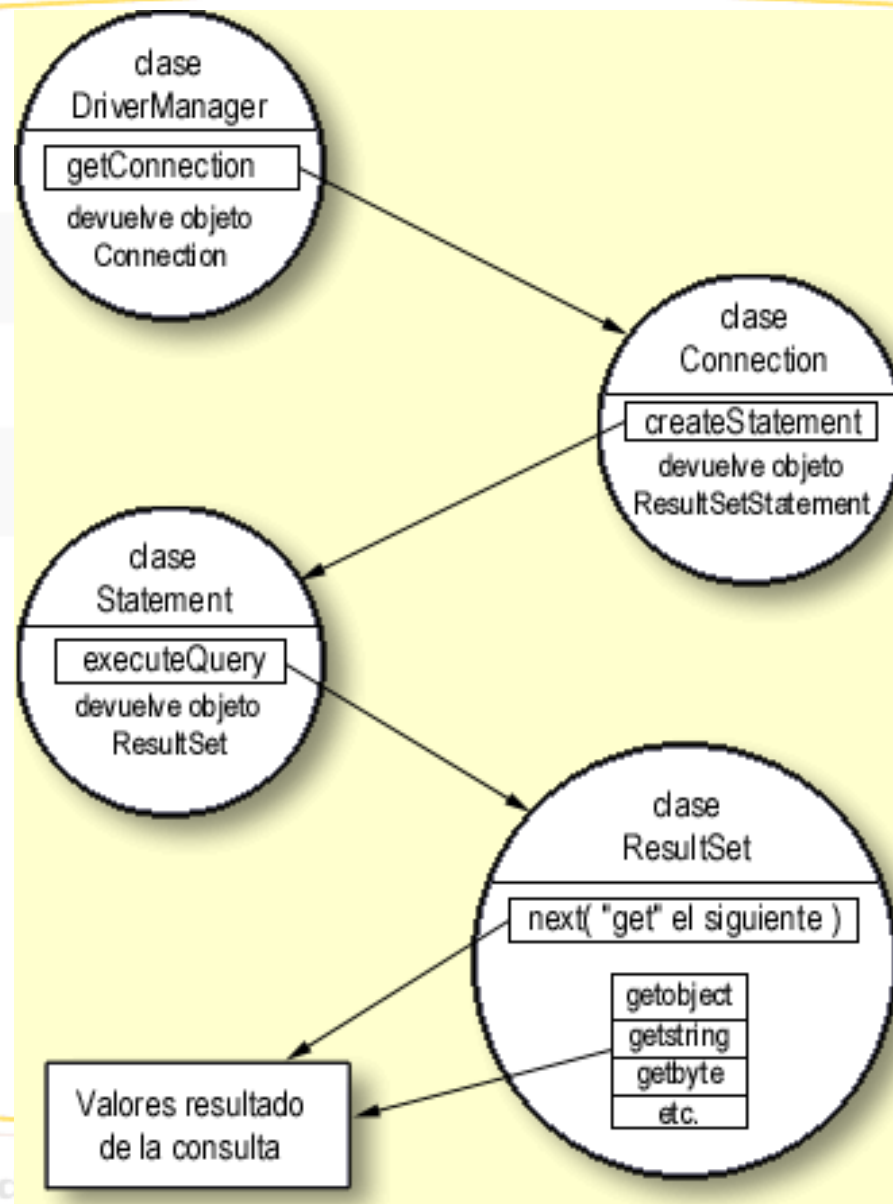 clase
DriverManager
getConnection
devuelve objeto
Connection
clase
Connection
createStatement
devuelve objeto
ResultSetStatement
clase
Statement
executeQuery
devuelve objeto
ResultSet
clase
ResultSet
next( "get" el siguiente )
getobject
getstring
getbyte
etc.
Valores resultado
de la consulta